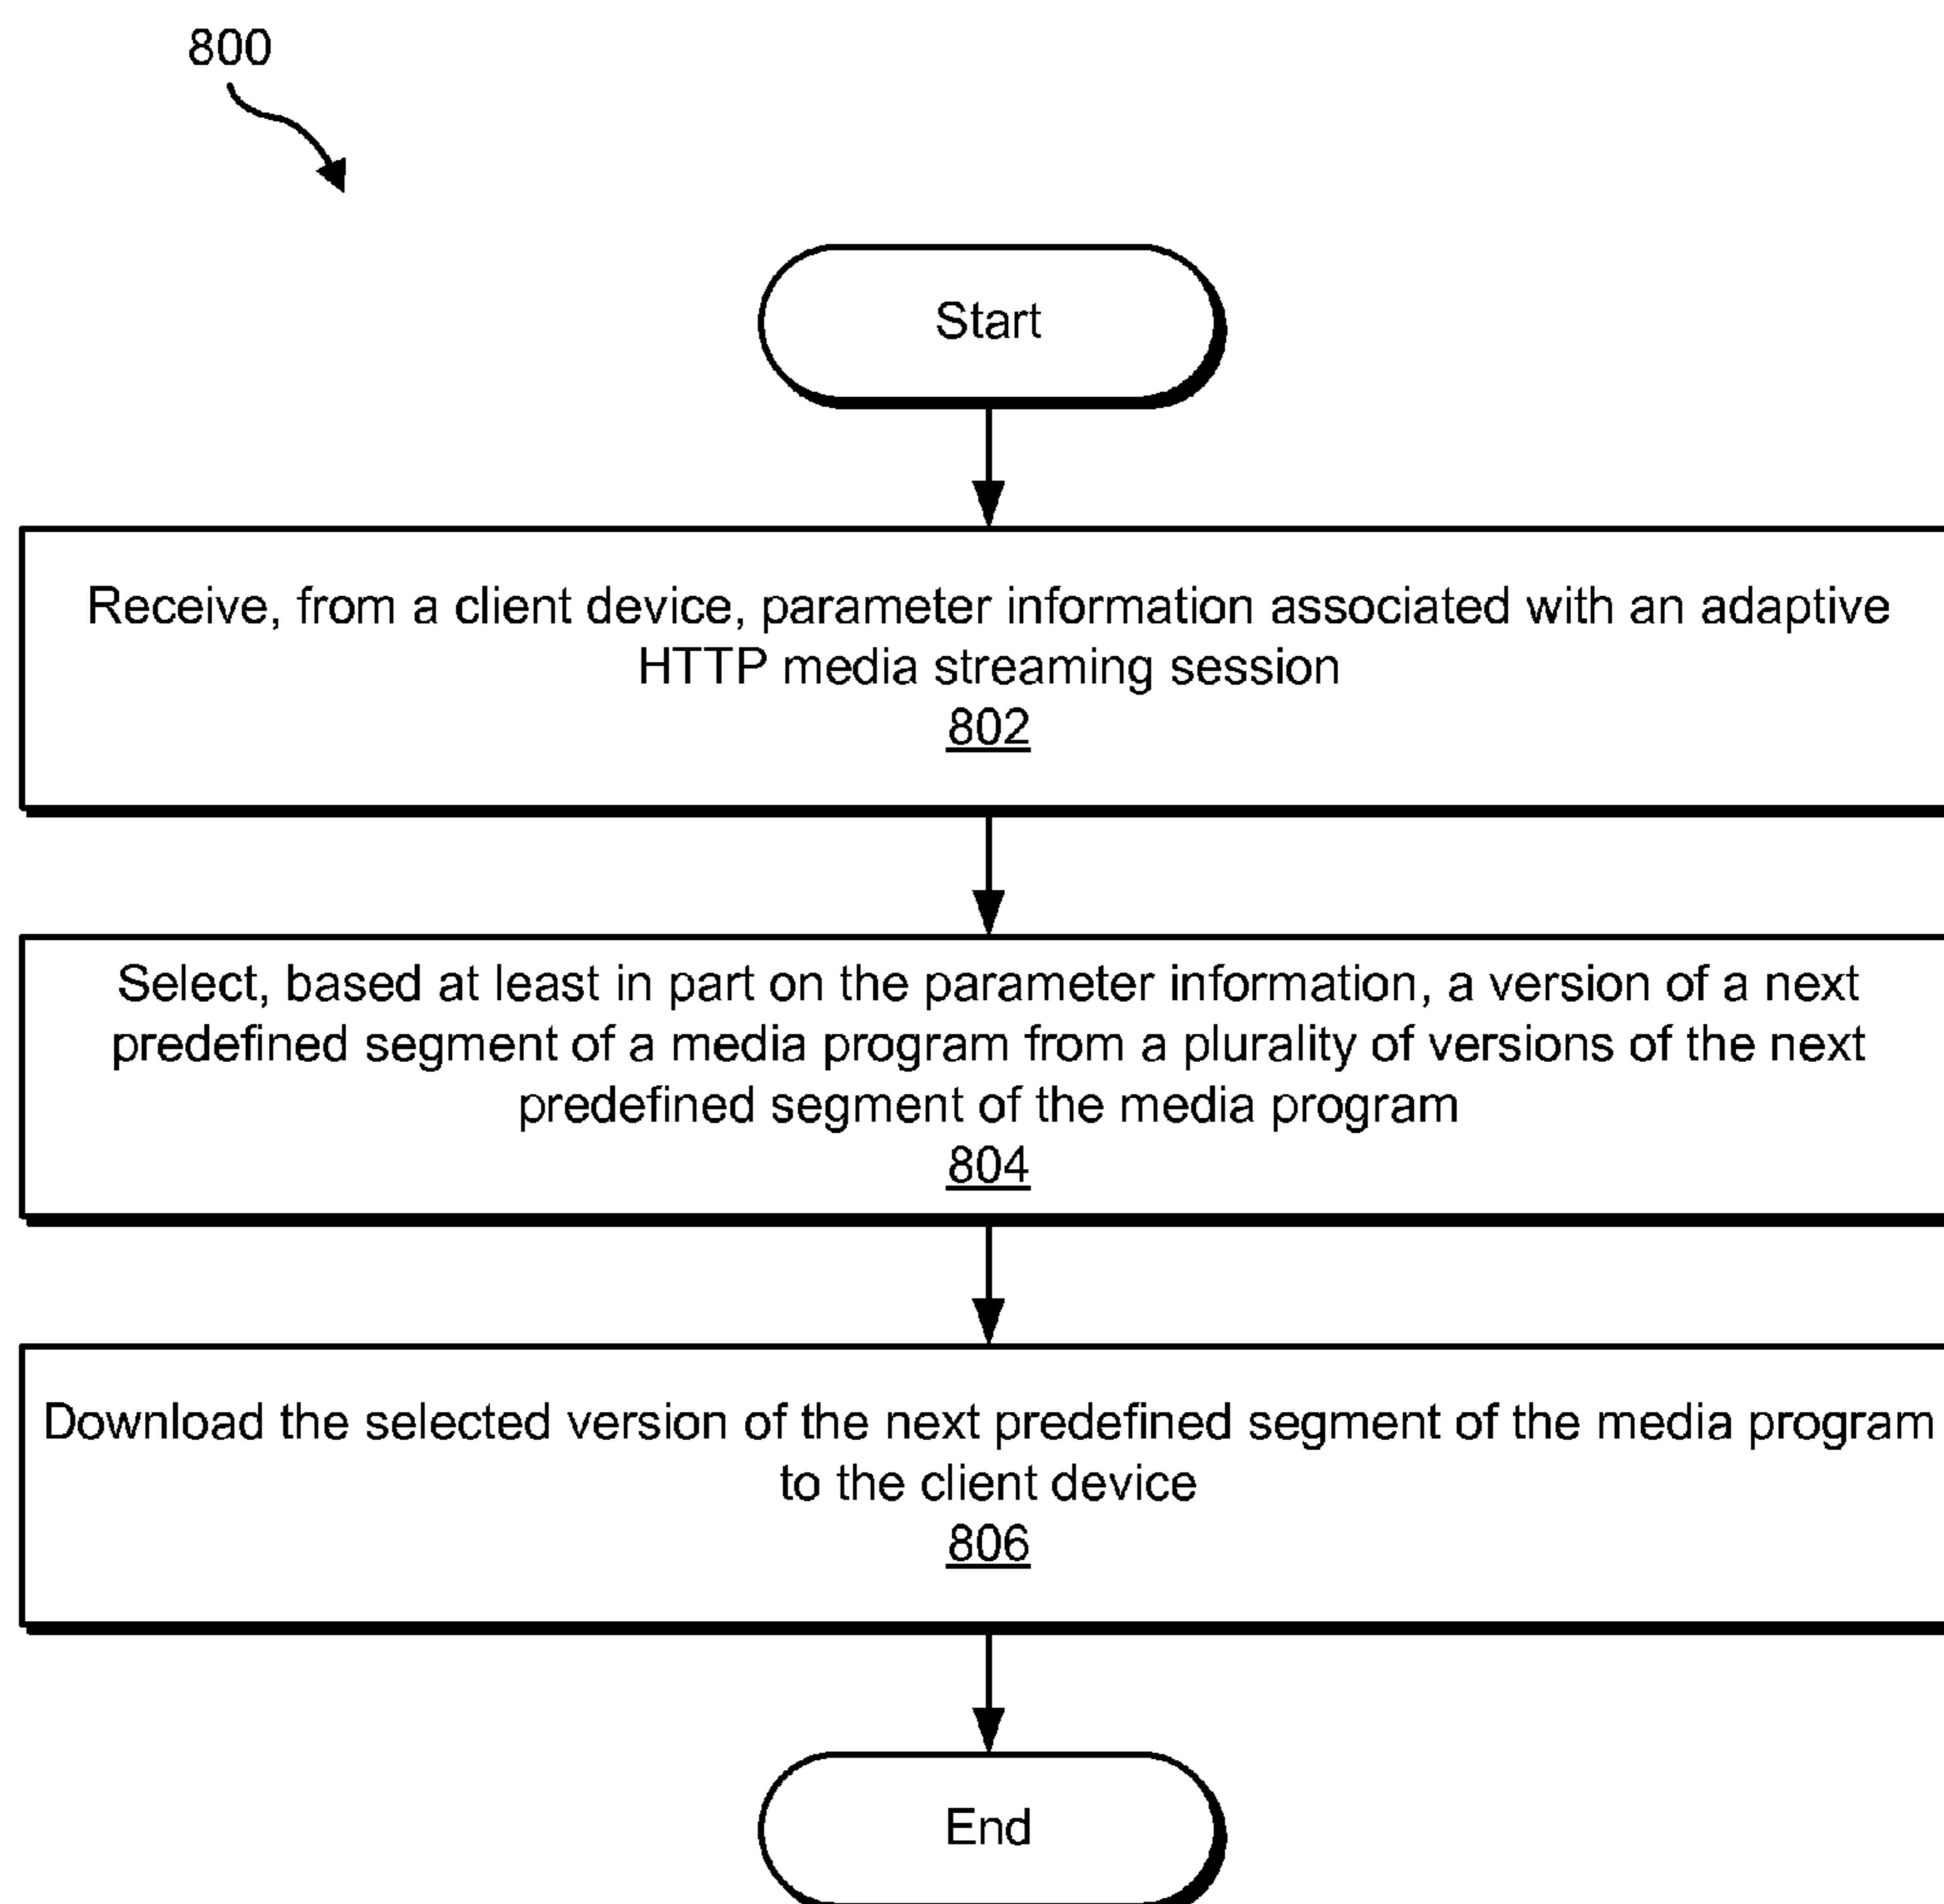 800
Start
Receive, from a client device, parameter information associated with an adaptive
HTTP media streaming session
802
Select, based at least in part on the parameter information, a version of a next
predefined segment of a media program from a plurality of versions of the next
predefined segment of the media program
804
Download the selected version of the next predefined segment of the media program
to the client device
806
End